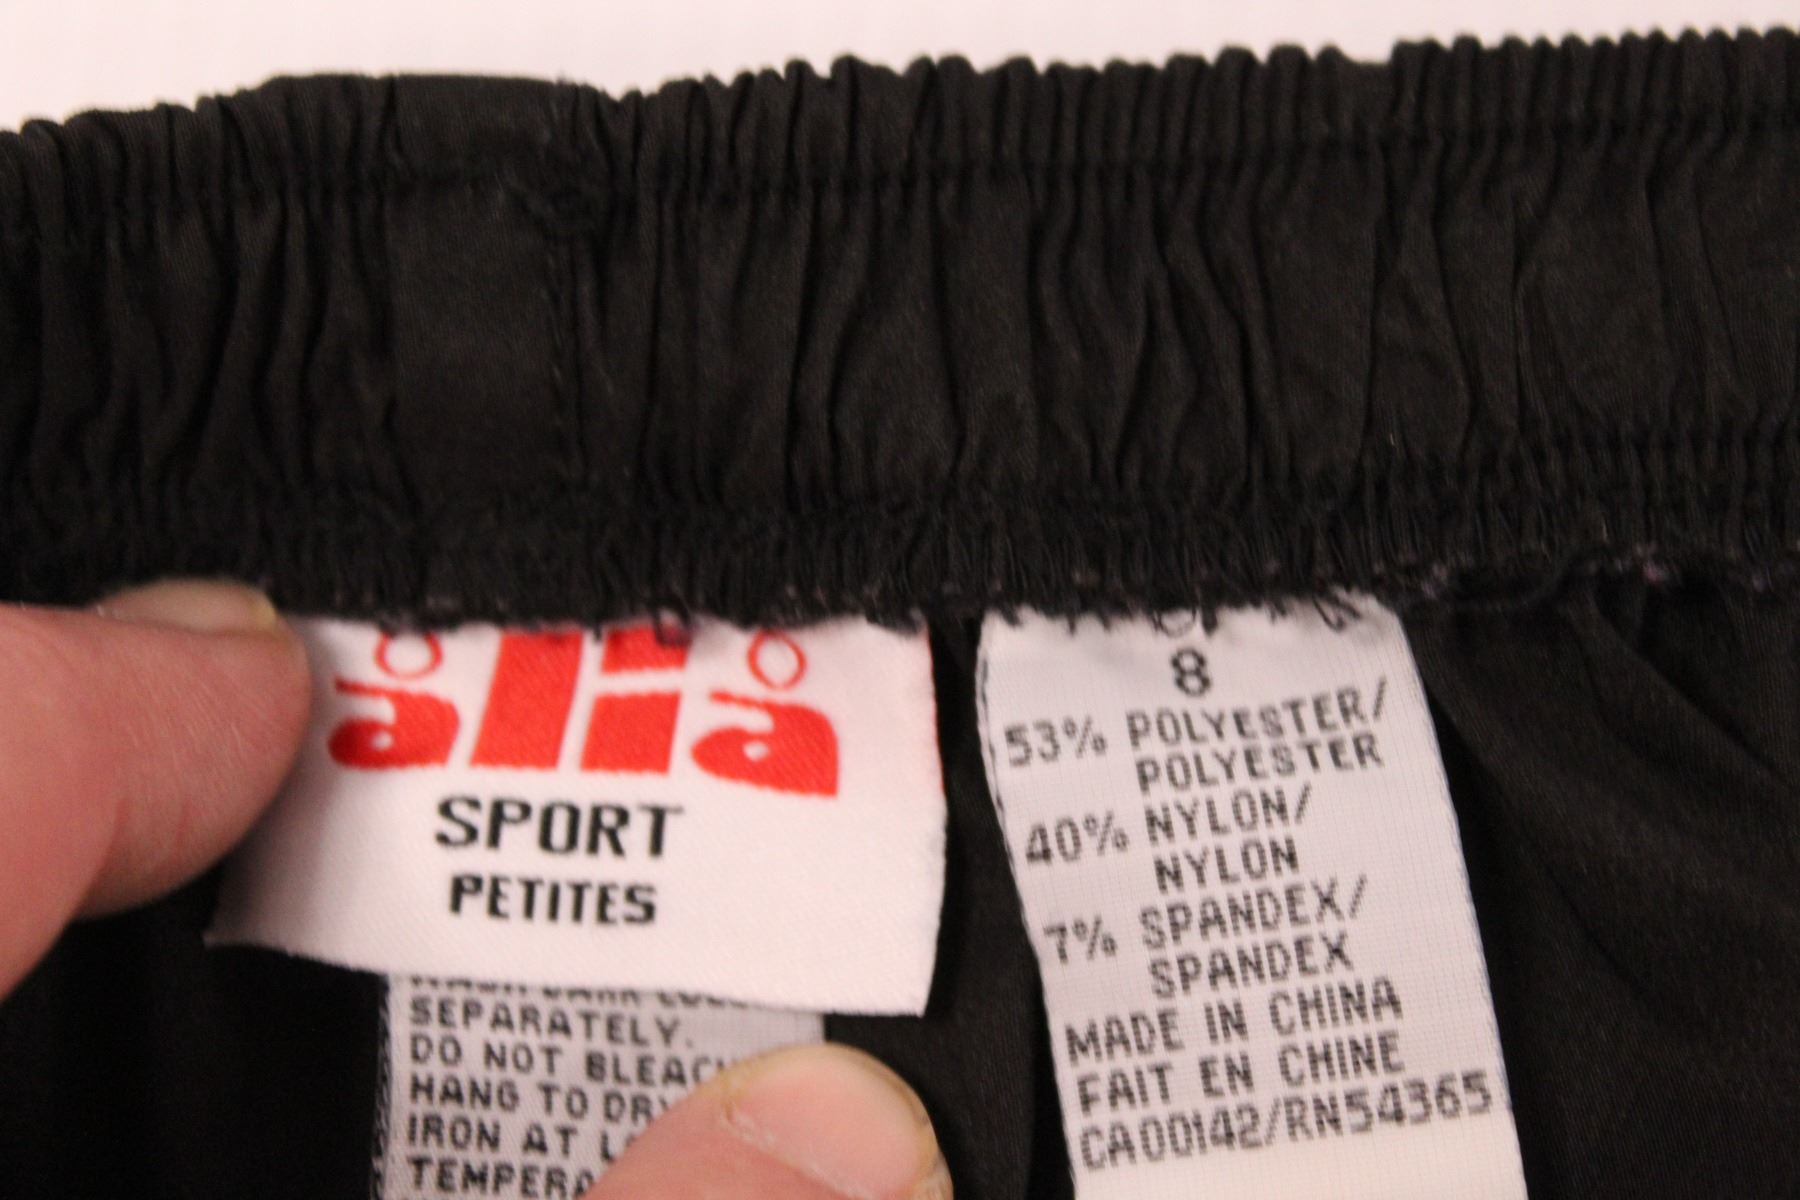 alia
SPORT
PETITES
SEPARATELY.
DO NOT BLEACH
HANG TO DRY
IRON AT
TEMPERA
8
53% POLYESTER/
POLYESTER
40% NYLON/
NYLON
7% SPANDEX/
SPANDEX
MADE IN CHINA
FAIT EN CHINE
CA00142/RN54365